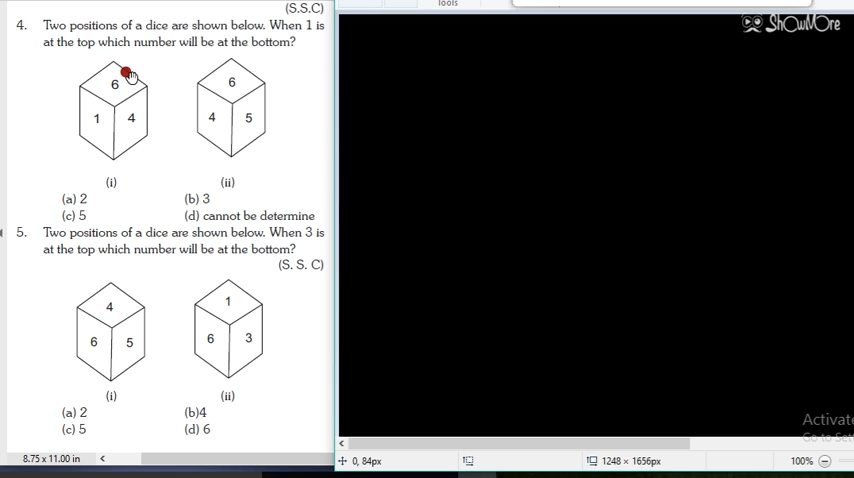 Tools
(S.S.C)
ShowMore
4. Two positions of a dice are shown below. When 1 is
at the top which number will be at the bottom?
6
1 4
6
4 5
(i) (ii)
(a) 2 (b) 3
(c) 5 (d) cannot be determine
5. Two positions of a dice are shown below. When 3 is
at the top which number will be at the bottom?
(S. S. C)
4
6 5
1
6 3
(i) (ii)
(a) 2 (b)4
(c) 5 (d) 6
8.75 x 11.00 in
Activate
0, 84px
1248 × 1656px
100%